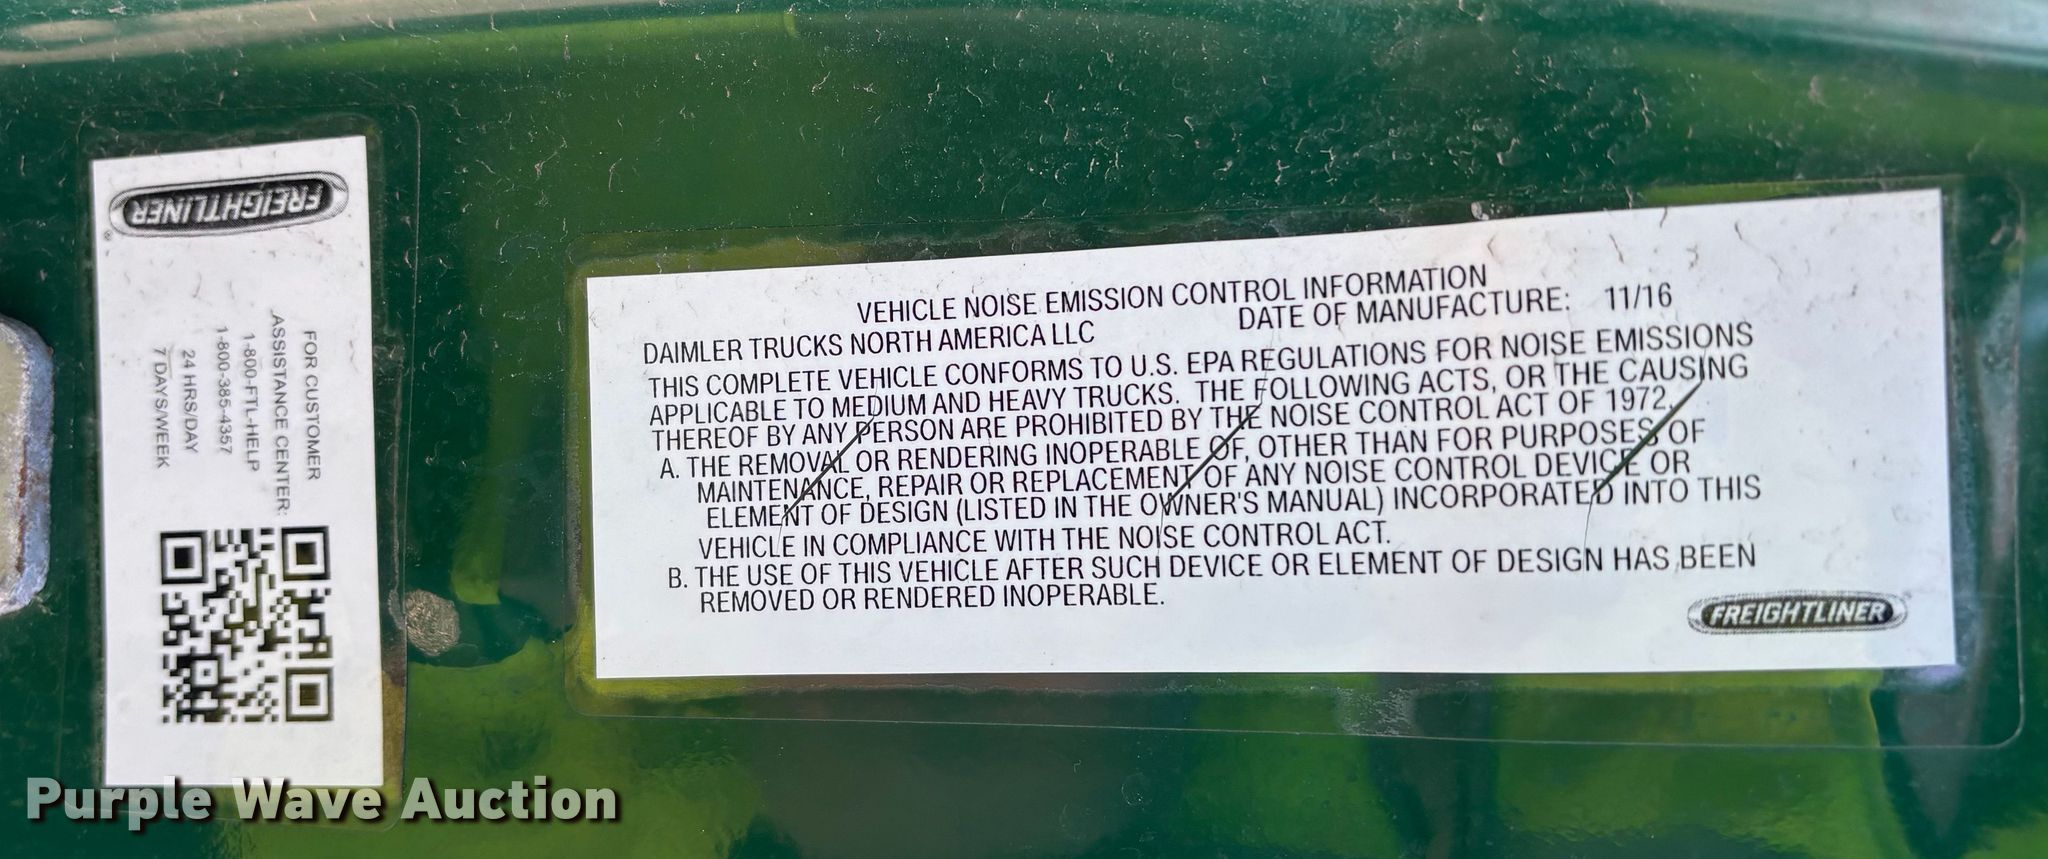 FREIGHTLINER
FOR CUSTOMER
ASSISTANCE CENTER:
1-800-FTL-HELP
1-800-385-4357
24 HRS/DAY
7 DAYS/WEEK
VEHICLE NOISE EMISSION CONTROL INFORMATION
DAIMLER TRUCKS NORTH AMERICA LLC DATE OF MANUFACTURE: 11/16
THIS COMPLETE VEHICLE CONFORMS TO U.S. EPA REGULATIONS FOR NOISE EMISSIONS
APPLICABLE TO MEDIUM AND HEAVY TRUCKS. THE FOLLOWING ACTS, OR THE CAUSING
THEREOF BY ANY PERSON ARE PROHIBITED BY THE NOISE CONTROL ACT OF 1972.
A. THE REMOVAL OR RENDERING INOPERABLE OF, OTHER THAN FOR PURPOSES OF
MAINTENANCE, REPAIR OR REPLACEMENT OF ANY NOISE CONTROL DEVICE OR
ELEMENT OF DESIGN (LISTED IN THE OWNER'S MANUAL) INCORPORATED INTO THIS
VEHICLE IN COMPLIANCE WITH THE NOISE CONTROL ACT.
B. THE USE OF THIS VEHICLE AFTER SUCH DEVICE OR ELEMENT OF DESIGN HAS BEEN
REMOVED OR RENDERED INOPERABLE.
FREIGHTLINER
Purple Wave Auction